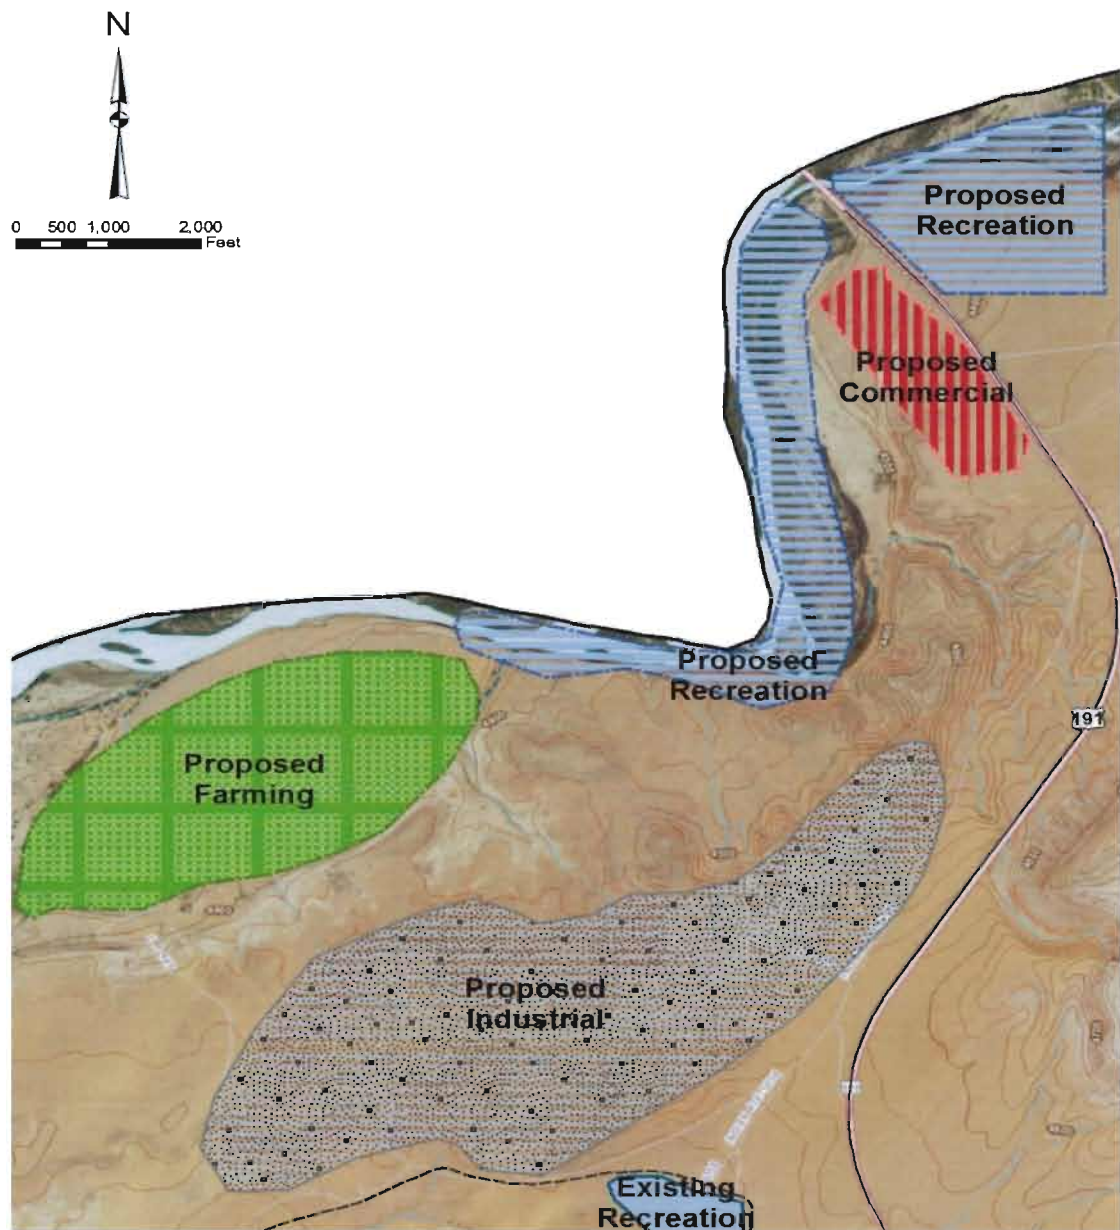 N
0 500 1,000 2,000
Feet
Proposed
Recreation
Proposed
Commercial
Proposed
Recreation
191
Proposed
Farming
Proposed
Industrial
Existing
Recreation